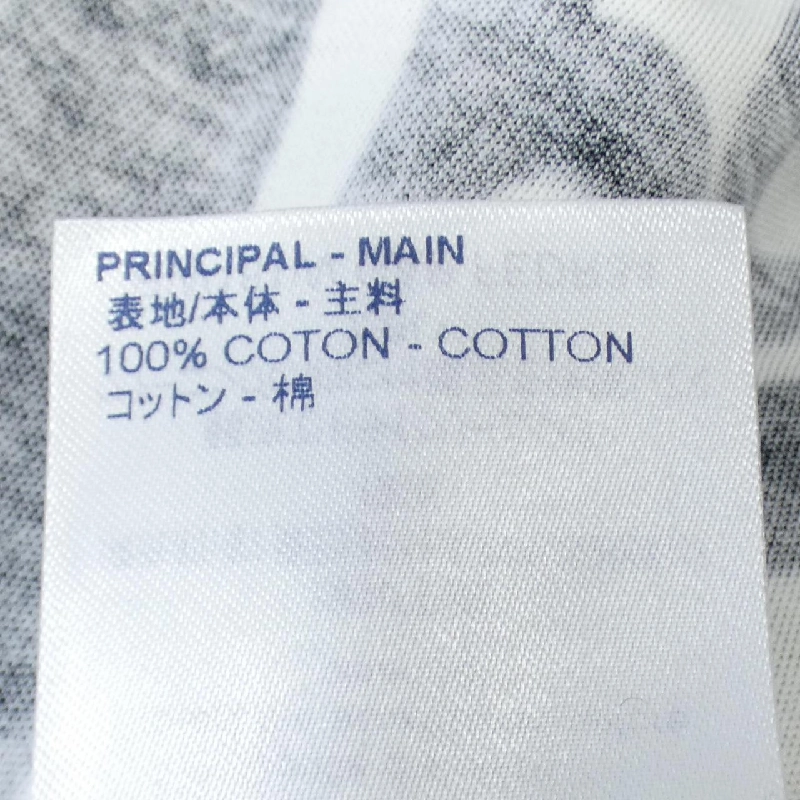 PRINCIPAL - MAIN
表地/本体 - 主料
100% COTON - COTTON
コットン - 棉